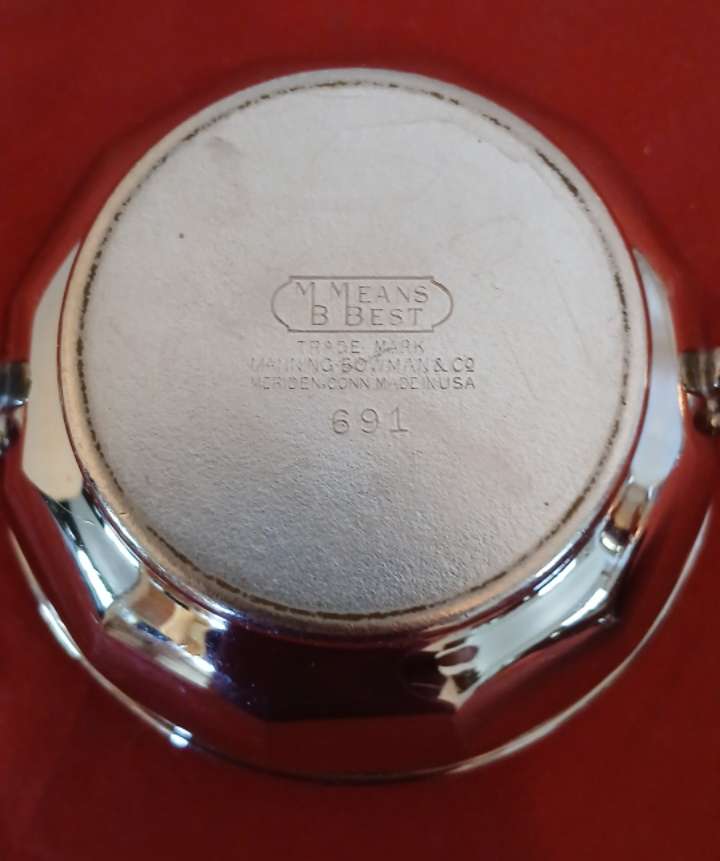 M MEANS
B BEST
TRADE MARK
MANNING-BOWMAN & CO
MERIDEN, CONN. MADE IN USA
691